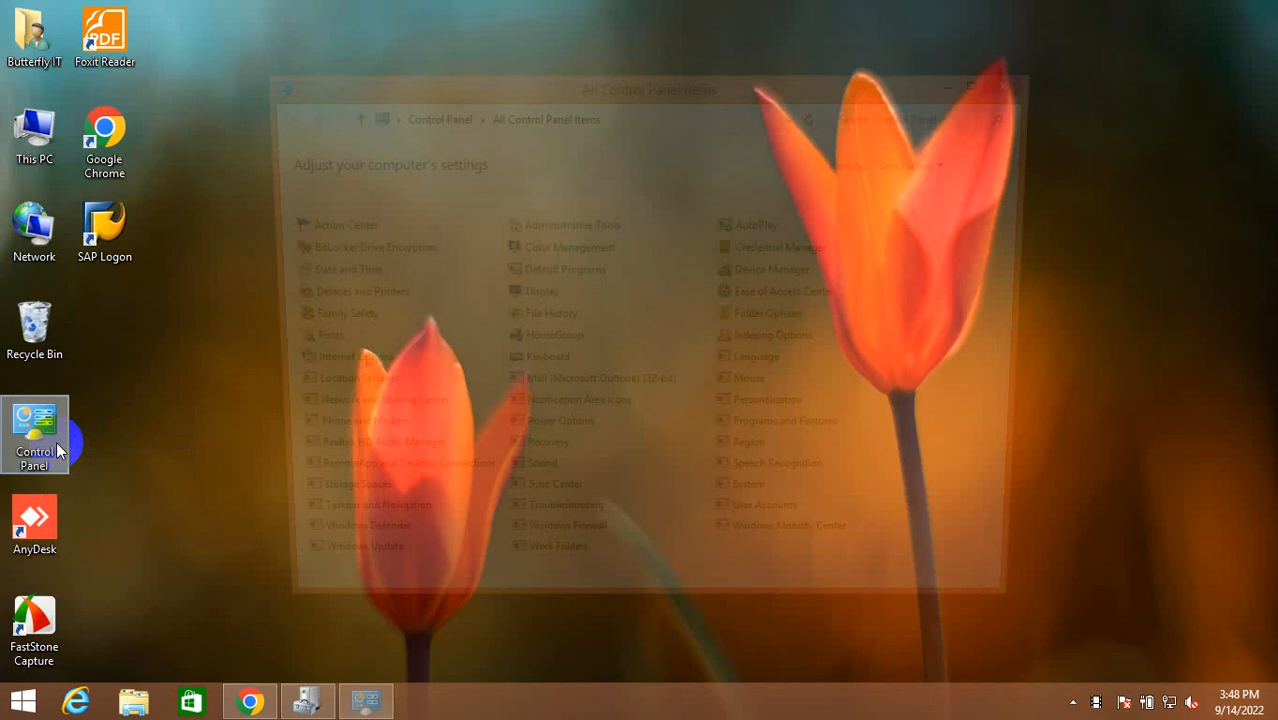 Butterfly IT
Foxit Reader
This PC
Google
Chrome
Network
SAP Logon
Recycle Bin
Control
Panel
AnyDesk
FastStone
Capture
PDF
All Control Panel Items
Control Panel › All Control Panel Items
Search Control Panel
Adjust your computer's settings
Action Center
Administrative Tools
AutoPlay
BitLocker Drive Encryption
Color Management
Credential Manager
Date and Time
Default Programs
Device Manager
Devices and Printers
Display
Ease of Access Center
Family Safety
File History
Folder Options
Fonts
HomeGroup
Indexing Options
Internet Options
Keyboard
Language
Location Settings
Mail (Microsoft Outlook) (32-bit)
Mouse
Network and Sharing Center
Notification Area Icons
Personalization
Phone and Modem
Power Options
Programs and Features
Realtek HD Audio Manager
Recovery
Region
RemoteApp and Desktop Connections
Sound
Speech Recognition
Storage Spaces
Sync Center
System
Taskbar and Navigation
Troubleshooting
User Accounts
Windows Defender
Windows Firewall
Windows Mobility Center
Windows Update
Work Folders
3:48 PM
9/14/2022